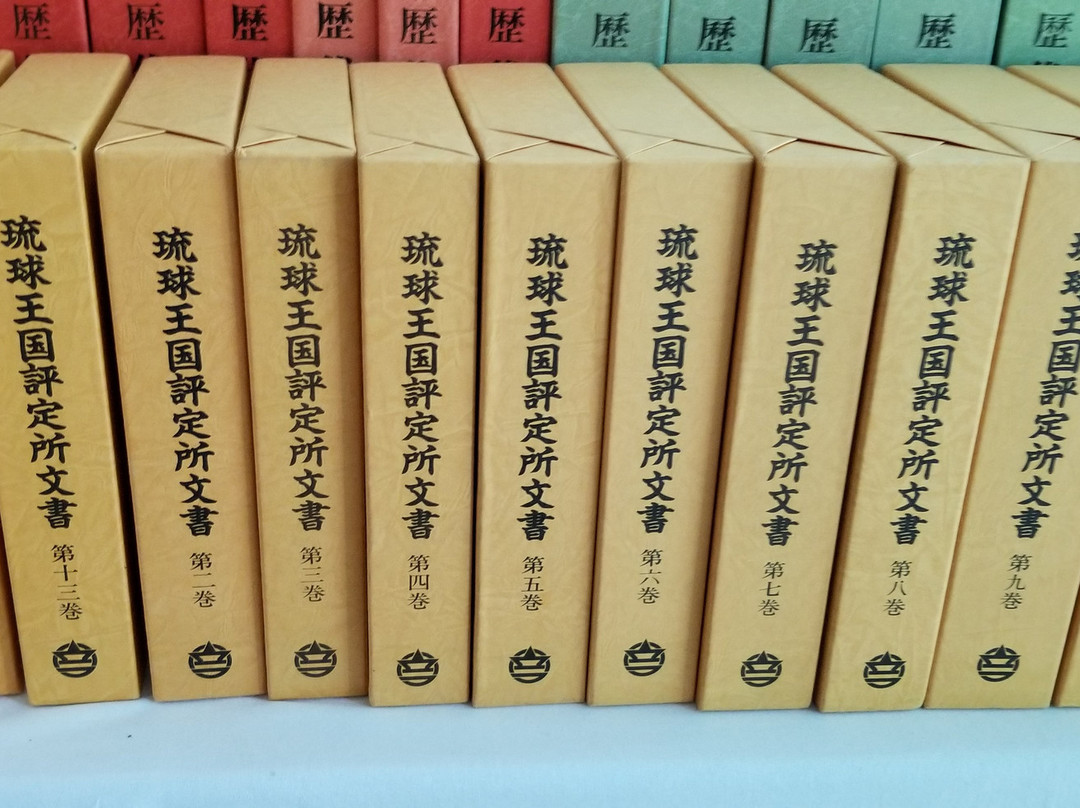 歴
歴
歴
歴
歴
歴
歴
歴
歴
歴
歴
琉球王国評定所文書
第十三巻
琉球王国評定所文書
第二巻
琉球王国評定所文書
第三巻
琉球王国評定所文書
第四巻
琉球王国評定所文書
第五巻
琉球王国評定所文書
第六巻
琉球王国評定所文書
第七巻
琉球王国評定所文書
第八巻
琉球王国評定所文書
第九巻